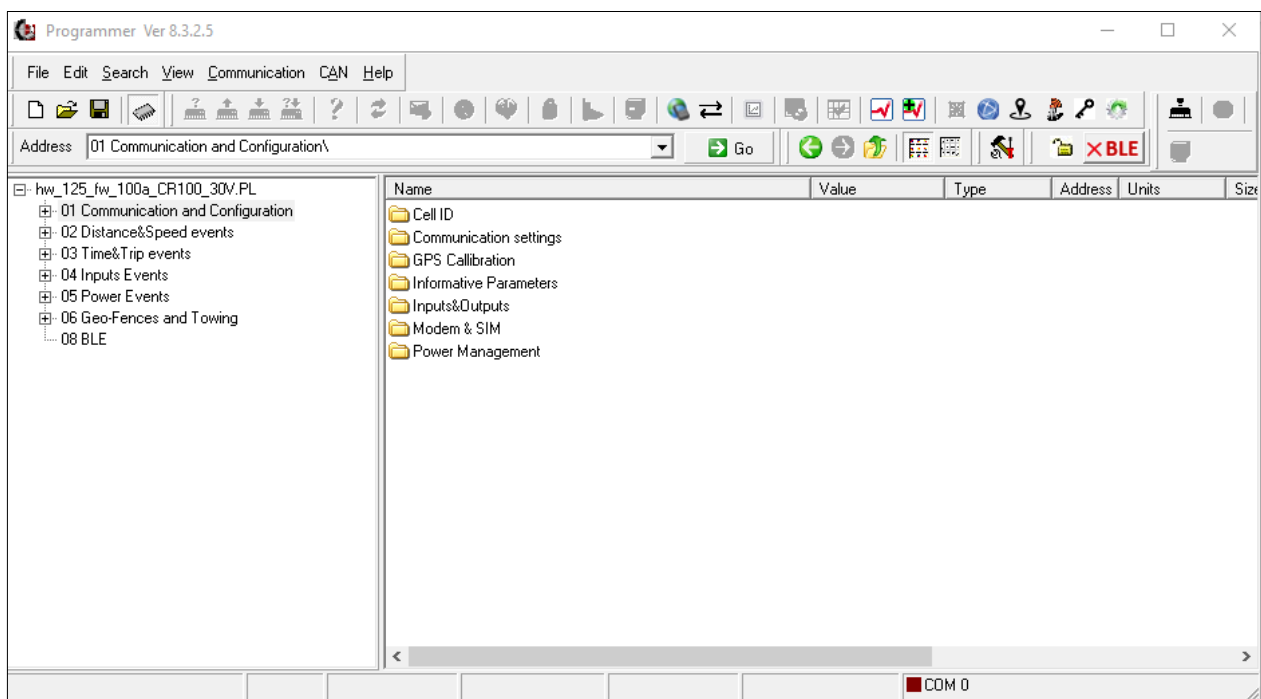 Programmer Ver 8.3.2.5
File Edit Search View Communication CAN Help
Address 01 Communication and Configuration\ Go BLE
hw_125_fw_100a_CR100_30V.PL
01 Communication and Configuration
02 Distance&Speed events
03 Time&Trip events
04 Inputs Events
05 Power Events
06 Geo-Fences and Towing
08 BLE
Name Value Type Address Units Size
Cell ID
Communication settings
GPS Callibration
Informative Parameters
Inputs&Outputs
Modem & SIM
Power Management
COM 0